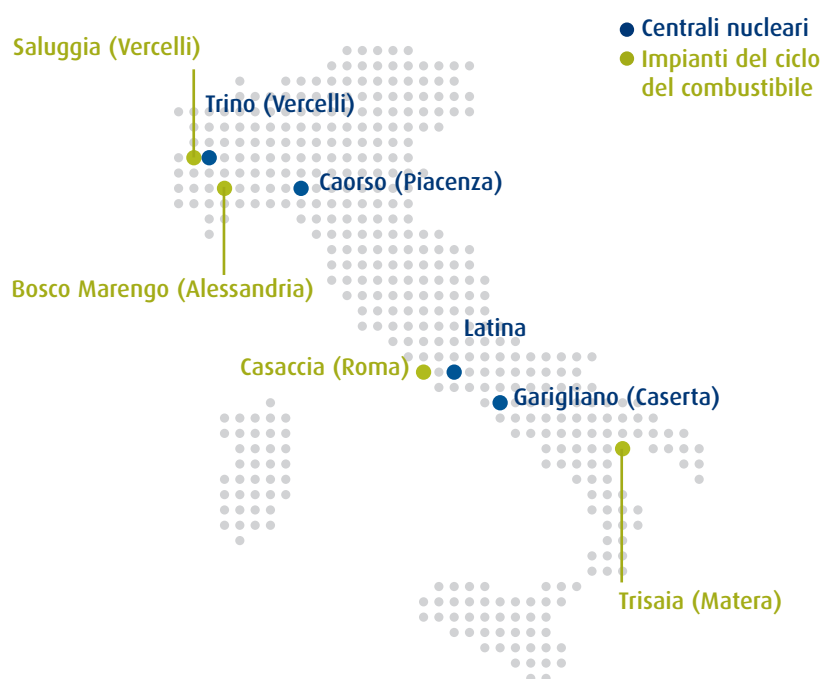 Centrali nucleari
Impianti del ciclo
del combustibile
Saluggia (Vercelli)
Trino (Vercelli)
Caorso (Piacenza)
Bosco Marengo (Alessandria)
Latina
Casaccia (Roma)
Garigliano (Caserta)
Trisaia (Matera)